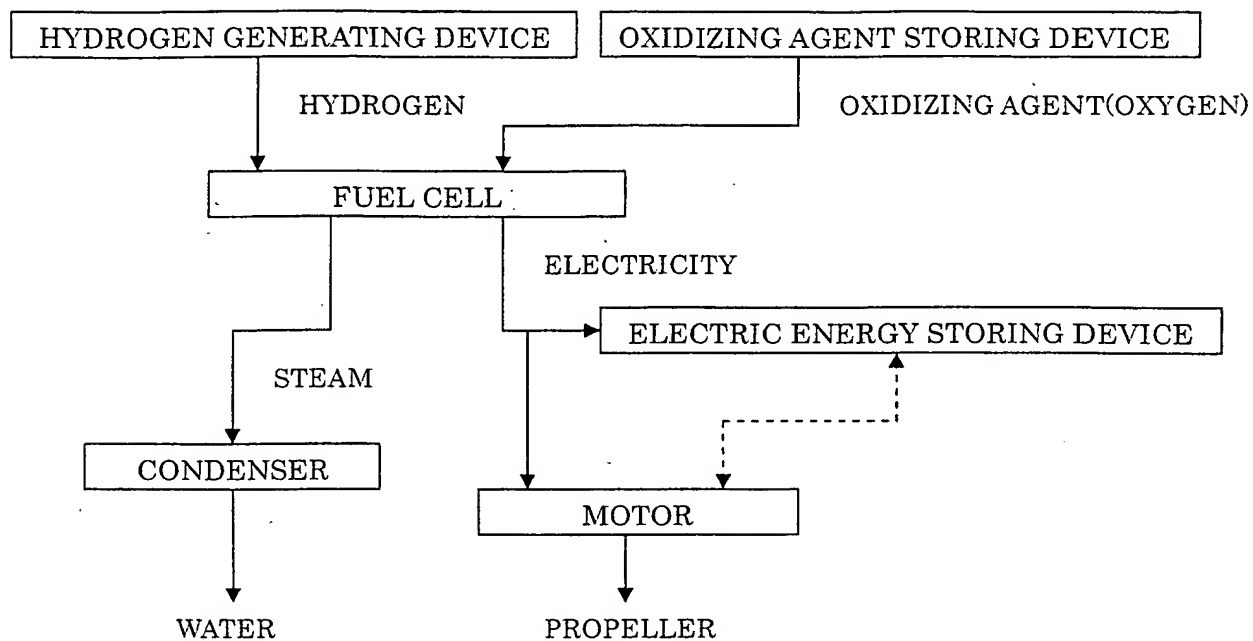 HYDROGEN GENERATING DEVICE
OXIDIZING AGENT STORING DEVICE
HYDROGEN
OXIDIZING AGENT(OXYGEN)
FUEL CELL
ELECTRICITY
ELECTRIC ENERGY STORING DEVICE
STEAM
CONDENSER
MOTOR
WATER
PROPELLER